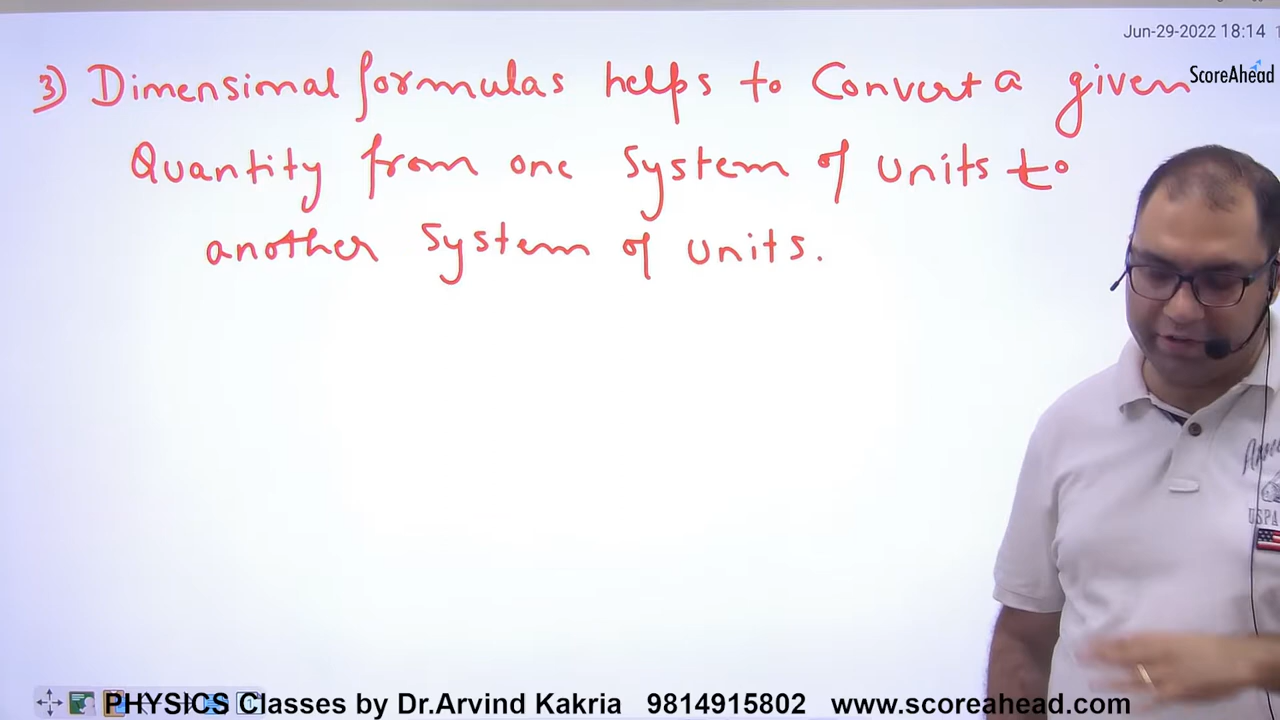 Jun-29-2022 18:14
ScoreAhead
3) Dimensional formulas helps to Convert a given
Quantity from one System of units to
another System of units.
USPA
PHYSICS Classes by Dr.Arvind Kakria 9814915802 www.scoreahead.com